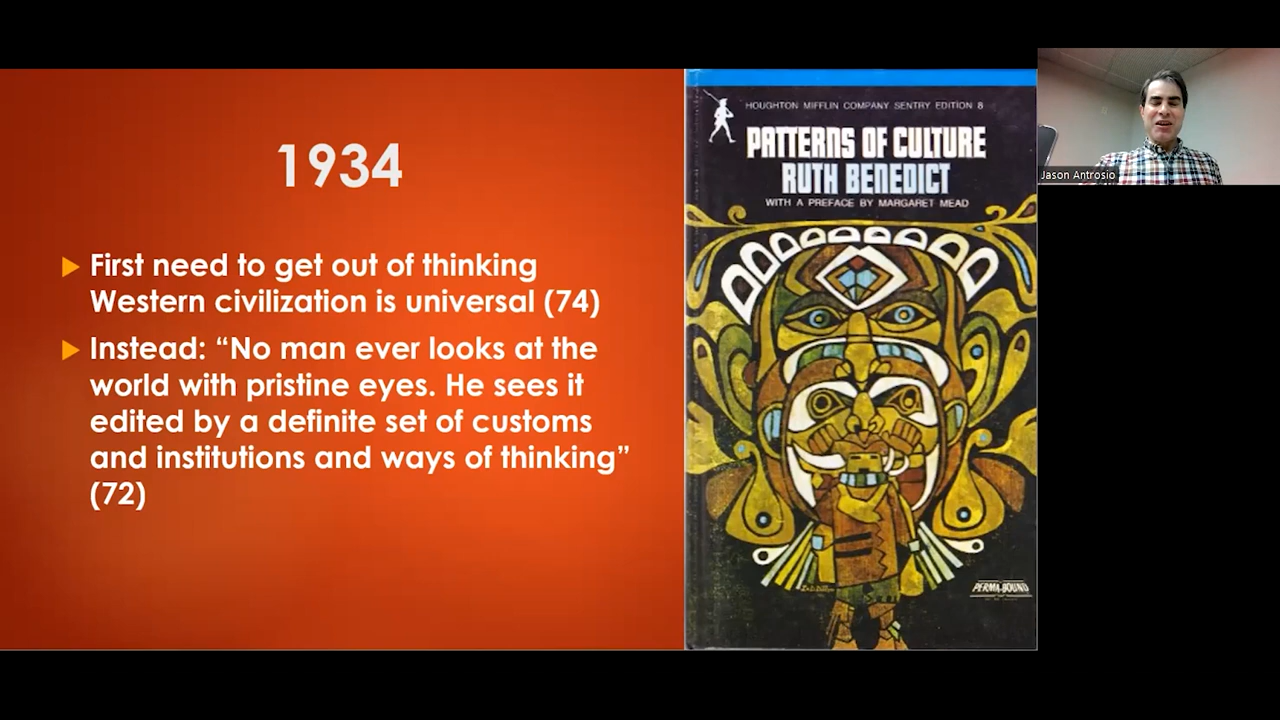 1934
First need to get out of thinking
Western civilization is universal (74)
Instead: “No man ever looks at the
world with pristine eyes. He sees it
edited by a definite set of customs
and institutions and ways of thinking”
(72)
HOUGHTON MIFFLIN COMPANY SENTRY EDITION 8
PATTERNS OF CULTURE
RUTH BENEDICT
WITH A PREFACE BY MARGARET MEAD
PERMA-BOUND
Jason Antrosio